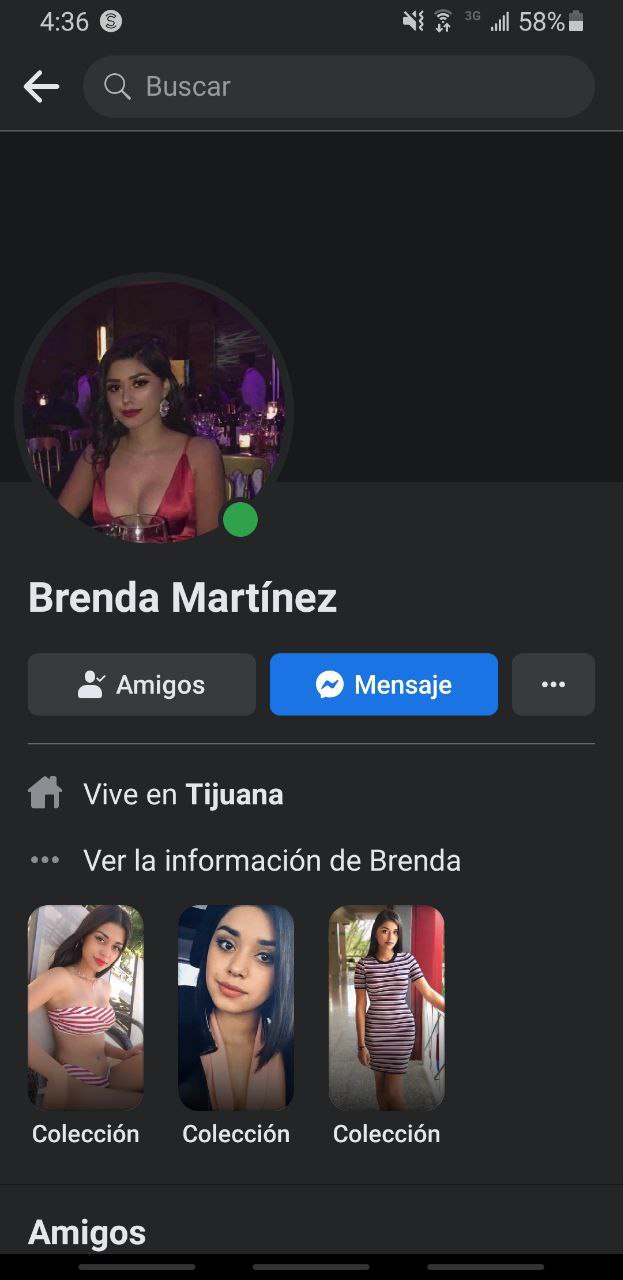 4:36 3G 58%
Buscar
Brenda Martínez
Amigos Mensaje
Vive en Tijuana
Ver la información de Brenda
Colección Colección Colección
Amigos